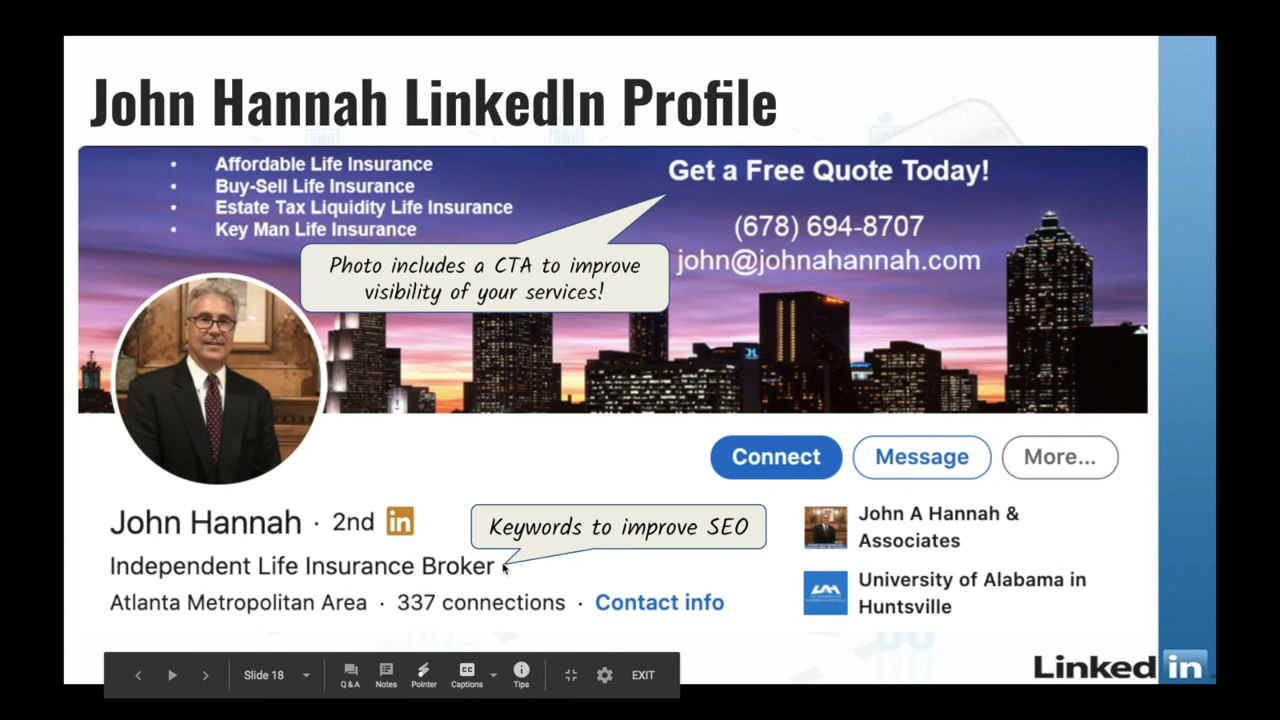 John Hannah LinkedIn Profile
• Affordable Life Insurance
• Buy-Sell Life Insurance
• Estate Tax Liquidity Life Insurance
• Key Man Life Insurance
Get a Free Quote Today!
(678) 694-8707
john@johnahannah.com
Photo includes a CTA to improve
visibility of your services!
Connect
Message
More...
John Hannah · 2nd in
Keywords to improve SEO
Independent Life Insurance Broker
Atlanta Metropolitan Area · 337 connections · Contact info
John A Hannah &
Associates
University of Alabama in
Huntsville
Slide 18
Q & A
Notes
Pointer
CC
Captions
Tips
EXIT
Linked in